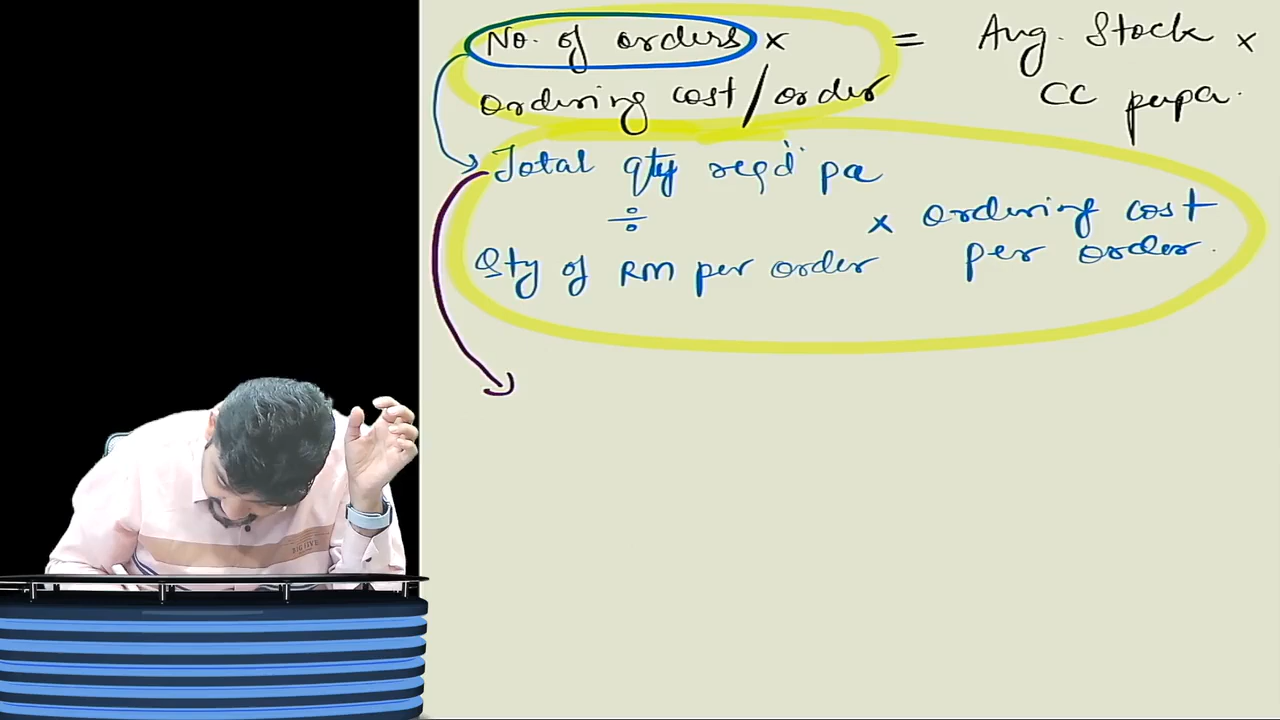 No. of orders x = Avg. Stock x
Ordering cost/order CC pupa.
Total qty reqd pa
÷ x Ordering cost
Qty of RM per order per order.